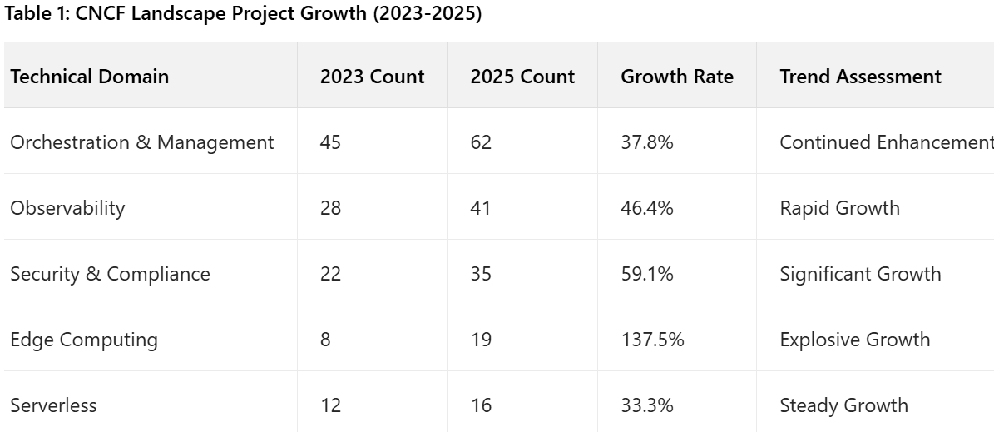 Table 1: CNCF Landscape Project Growth (2023-2025)
Technical Domain 2023 Count 2025 Count Growth Rate Trend Assessment
Orchestration & Management 45 62 37.8% Continued Enhancement
Observability 28 41 46.4% Rapid Growth
Security & Compliance 22 35 59.1% Significant Growth
Edge Computing 8 19 137.5% Explosive Growth
Serverless 12 16 33.3% Steady Growth